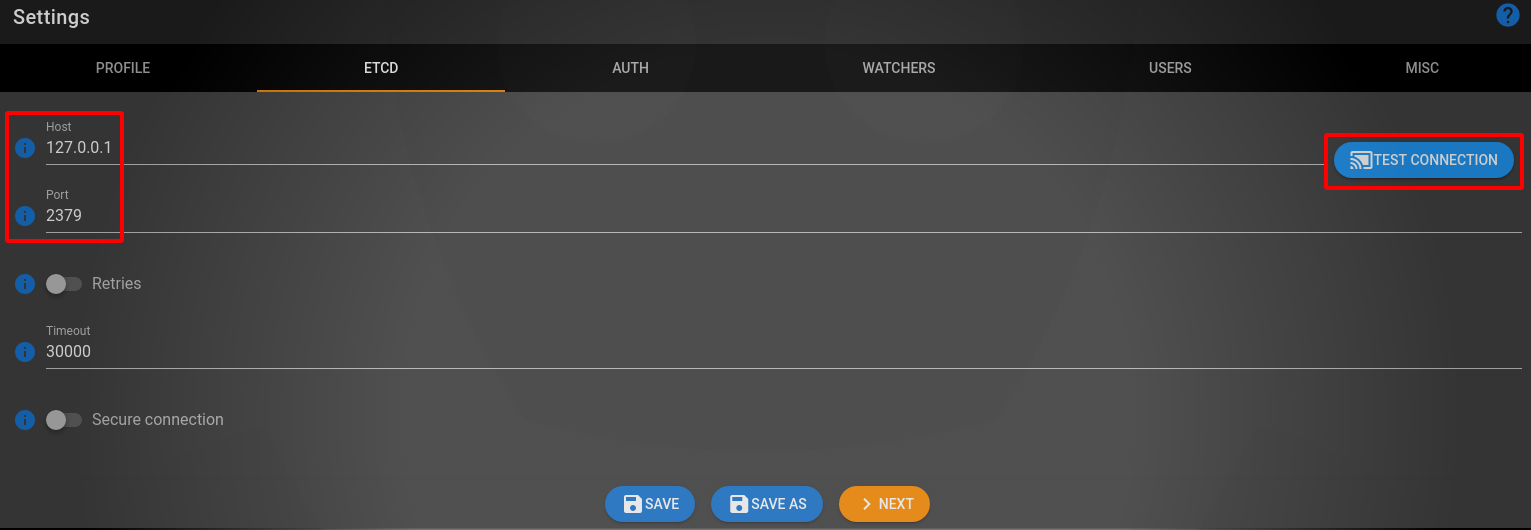 Settings
?
PROFILE ETCD AUTH WATCHERS USERS MISC
Host
i 127.0.0.1
TEST CONNECTION
Port
i 2379
i Retries
Timeout
i 30000
i Secure connection
SAVE SAVE AS NEXT